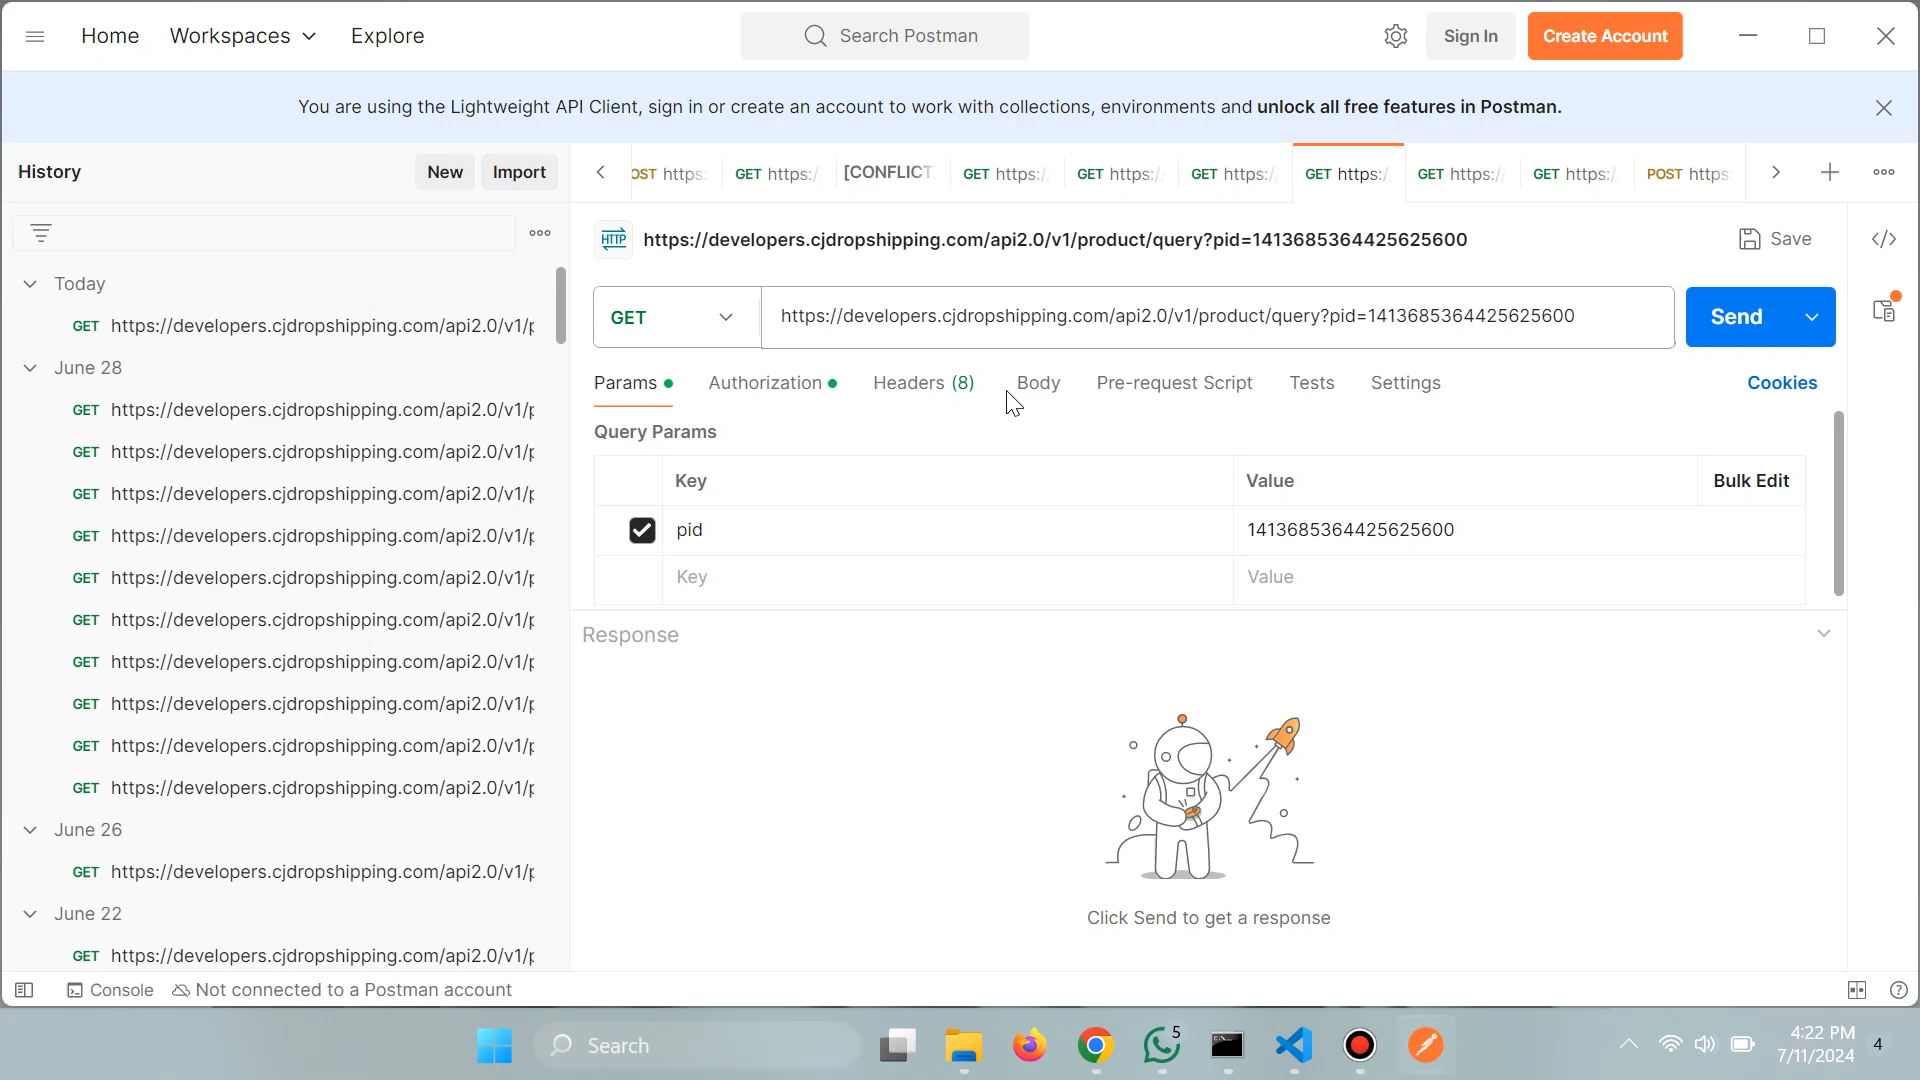 Home Workspaces Explore
Search Postman
Sign In Create Account
You are using the Lightweight API Client, sign in or create an account to work with collections, environments and unlock all free features in Postman.
History
New Import
OST https: GET https:/ [CONFLICT GET https:/ GET https:/ GET https:/ GET https:/ GET https:/ GET https:/ POST https:
HTTP https://developers.cjdropshipping.com/api2.0/v1/product/query?pid=1413685364425625600
Save
GET https://developers.cjdropshipping.com/api2.0/v1/product/query?pid=1413685364425625600
Send
Params Authorization Headers (8) Body Pre-request Script Tests Settings
Cookies
Query Params
Key Value Bulk Edit
pid 1413685364425625600
Key Value
Response
Click Send to get a response
Today
GET https://developers.cjdropshipping.com/api2.0/v1/p
June 28
GET https://developers.cjdropshipping.com/api2.0/v1/p
GET https://developers.cjdropshipping.com/api2.0/v1/p
GET https://developers.cjdropshipping.com/api2.0/v1/p
GET https://developers.cjdropshipping.com/api2.0/v1/p
GET https://developers.cjdropshipping.com/api2.0/v1/p
GET https://developers.cjdropshipping.com/api2.0/v1/p
GET https://developers.cjdropshipping.com/api2.0/v1/p
GET https://developers.cjdropshipping.com/api2.0/v1/p
GET https://developers.cjdropshipping.com/api2.0/v1/p
GET https://developers.cjdropshipping.com/api2.0/v1/p
June 26
GET https://developers.cjdropshipping.com/api2.0/v1/p
June 22
GET https://developers.cjdropshipping.com/api2.0/v1/p
Console Not connected to a Postman account
Search
5
4:22 PM
7/11/2024
4